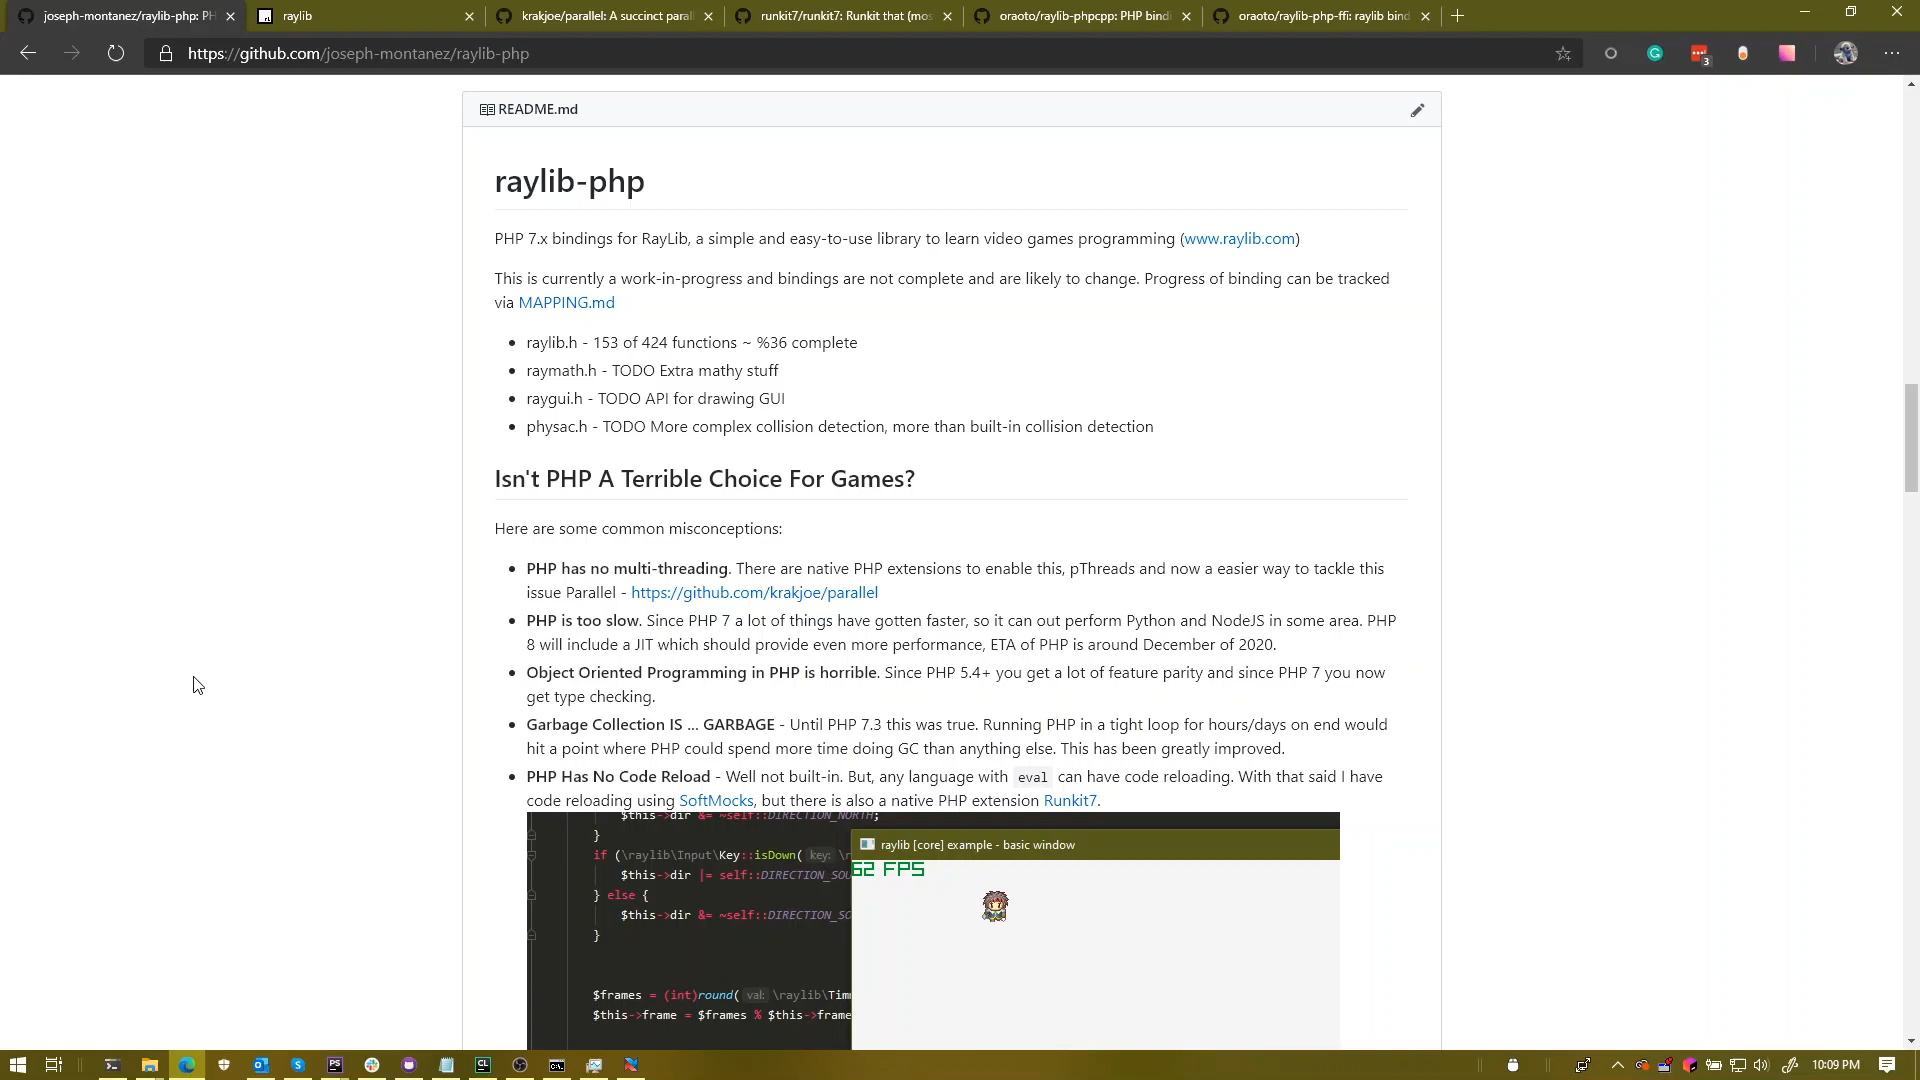 joseph-montanez/raylib-php: PH
raylib
krakjoe/parallel: A succinct parall
runkit7/runkit7: Runkit that (mos
oraoto/raylib-phpcpp: PHP bindi
oraoto/raylib-php-ffi: raylib bind
https://github.com/joseph-montanez/raylib-php
3
README.md
raylib-php
PHP 7.x bindings for RayLib, a simple and easy-to-use library to learn video games programming (www.raylib.com)
This is currently a work-in-progress and bindings are not complete and are likely to change. Progress of binding can be tracked
via MAPPING.md
• raylib.h - 153 of 424 functions ~ %36 complete
• raymath.h - TODO Extra mathy stuff
• raygui.h - TODO API for drawing GUI
• physac.h - TODO More complex collision detection, more than built-in collision detection
Isn't PHP A Terrible Choice For Games?
Here are some common misconceptions:
• PHP has no multi-threading. There are native PHP extensions to enable this, pThreads and now a easier way to tackle this
issue Parallel - https://github.com/krakjoe/parallel
• PHP is too slow. Since PHP 7 a lot of things have gotten faster, so it can out perform Python and NodeJS in some area. PHP
8 will include a JIT which should provide even more performance, ETA of PHP is around December of 2020.
• Object Oriented Programming in PHP is horrible. Since PHP 5.4+ you get a lot of feature parity and since PHP 7 you now
get type checking.
• Garbage Collection IS ... GARBAGE - Until PHP 7.3 this was true. Running PHP in a tight loop for hours/days on end would
hit a point where PHP could spend more time doing GC than anything else. This has been greatly improved.
• PHP Has No Code Reload - Well not built-in. But, any language with eval can have code reloading. With that said I have
code reloading using SoftMocks, but there is also a native PHP extension Runkit7.
$this->dir &= ~self::DIRECTION_NORTH;
}
if (\raylib\Input\Key::isDown( key: \r
$this->dir |= self::DIRECTION_SOU
} else {
$this->dir &= ~self::DIRECTION_SO
}
$frames = (int)round( val: \raylib\Timm
$this->frame = $frames % $this->frame
raylib [core] example - basic window
62 FPS
PS
CL
10:09 PM